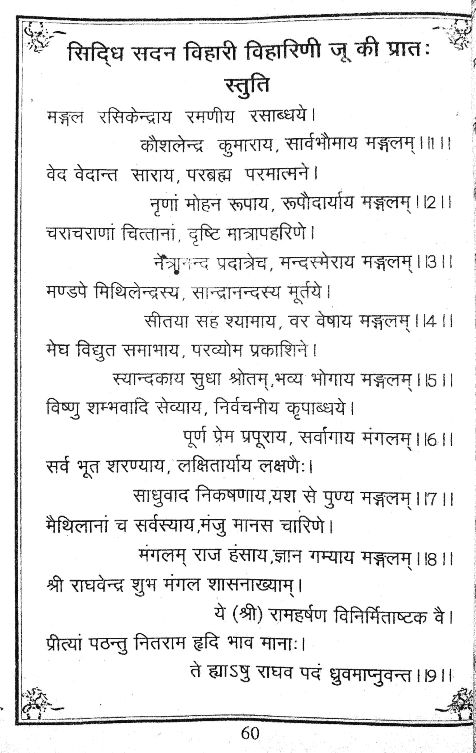 सिद्धि सदन विहारी विहारिणी जू की प्रातः
स्तुति
मङ्गल रसिकेन्द्राय रमणीय रसाब्धये।
कौशलेन्द्र कुमाराय, सार्वभौमाय मङ्गलम्।।1।।
वेद वेदान्त साराय, परब्रह्म परमात्मने।
नृणां मोहन रूपाय, रूपौदार्याय मङ्गलम्।।2।।
चराचराणां चित्तानां, दृष्टि मात्रापहरिणे।
नेत्रानन्द प्रदात्रेच, मन्दस्मेराय मङ्गलम्।।3।।
मण्डपे मिथिलेन्द्रस्य, सान्द्रानन्दस्य मूर्तये।
सीतया सह श्यामाय, वर वेषाय मङ्गलम्।।4।।
मेघ विद्युत समाभाय, परव्योम प्रकाशिने।
स्यान्दकाय सुधा श्रोतम्,भव्य भोगाय मङ्गलम्।।5।।
विष्णु शम्भवादि सेव्याय, निर्वचनीय कृपाब्धये।
पूर्ण प्रेम प्रपूराय, सर्वागाय मंगलम्।।6।।
सर्व भूत शरण्याय, लक्षितार्याय लक्षणैः।
साधुवाद निकषणाय,यश से पुण्य मङ्गलम्।।7।।
मैथिलानां च सर्वस्याय,मंजु मानस चारिणे।
मंगलम् राज हंसाय,ज्ञान गम्याय मङ्गलम्।।8।।
श्री राघवेन्द्र शुभ मंगल शासनाख्याम्।
ये (श्री) रामहर्षण विनिर्मिताष्टक वै।
प्रीत्यां पठन्तु नितराम हृदि भाव मानाः।
ते ह्याऽषु राघव पदं ध्रुवमाप्नुवन्त।।9।।
60